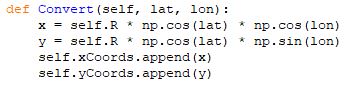 def Convert(self, lat, lon):
    x = self.R * np.cos(lat) * np.cos(lon)
    y = self.R * np.cos(lat) * np.sin(lon)
    self.xCoords.append(x)
    self.yCoords.append(y)